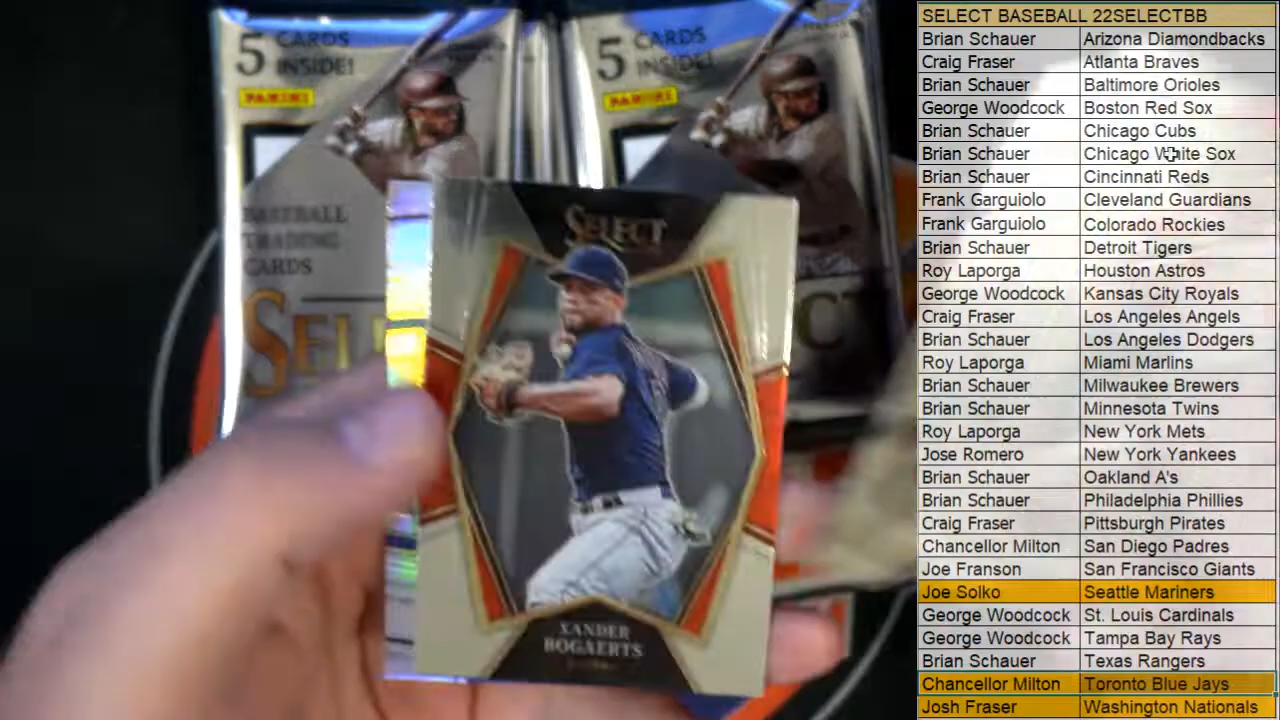 5 CARDS
INSIDE!
PANINI
BASEBALL
TRADING
CARDS
5 CARDS
INSIDE!
PANINI
SELECT
XANDER
BOGAERTS
SELECT BASEBALL 22SELECTBB
Brian Schauer Arizona Diamondbacks
Craig Fraser Atlanta Braves
Brian Schauer Baltimore Orioles
George Woodcock Boston Red Sox
Brian Schauer Chicago Cubs
Brian Schauer Chicago White Sox
Brian Schauer Cincinnati Reds
Frank Garguiolo Cleveland Guardians
Frank Garguiolo Colorado Rockies
Brian Schauer Detroit Tigers
Roy Laporga Houston Astros
George Woodcock Kansas City Royals
Craig Fraser Los Angeles Angels
Brian Schauer Los Angeles Dodgers
Roy Laporga Miami Marlins
Brian Schauer Milwaukee Brewers
Brian Schauer Minnesota Twins
Roy Laporga New York Mets
Jose Romero New York Yankees
Brian Schauer Oakland A's
Brian Schauer Philadelphia Phillies
Craig Fraser Pittsburgh Pirates
Chancellor Milton San Diego Padres
Joe Franson San Francisco Giants
Joe Solko Seattle Mariners
George Woodcock St. Louis Cardinals
George Woodcock Tampa Bay Rays
Brian Schauer Texas Rangers
Chancellor Milton Toronto Blue Jays
Josh Fraser Washington Nationals